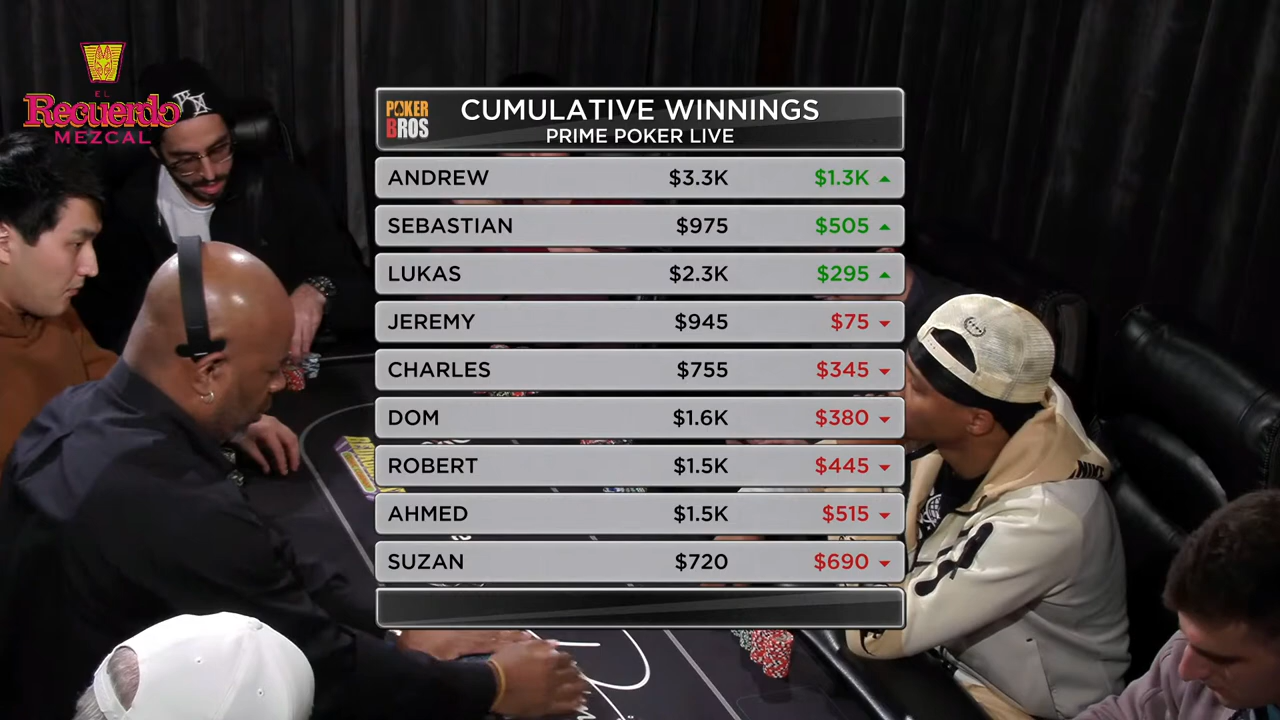 EL
Recuerdo
MEZCAL
POKER
BROS
CUMULATIVE WINNINGS
PRIME POKER LIVE
ANDREW $3.3K $1.3K
SEBASTIAN $975 $505
LUKAS $2.3K $295
JEREMY $945 $75
CHARLES $755 $345
DOM $1.6K $380
ROBERT $1.5K $445
AHMED $1.5K $515
SUZAN $720 $690
NIKE